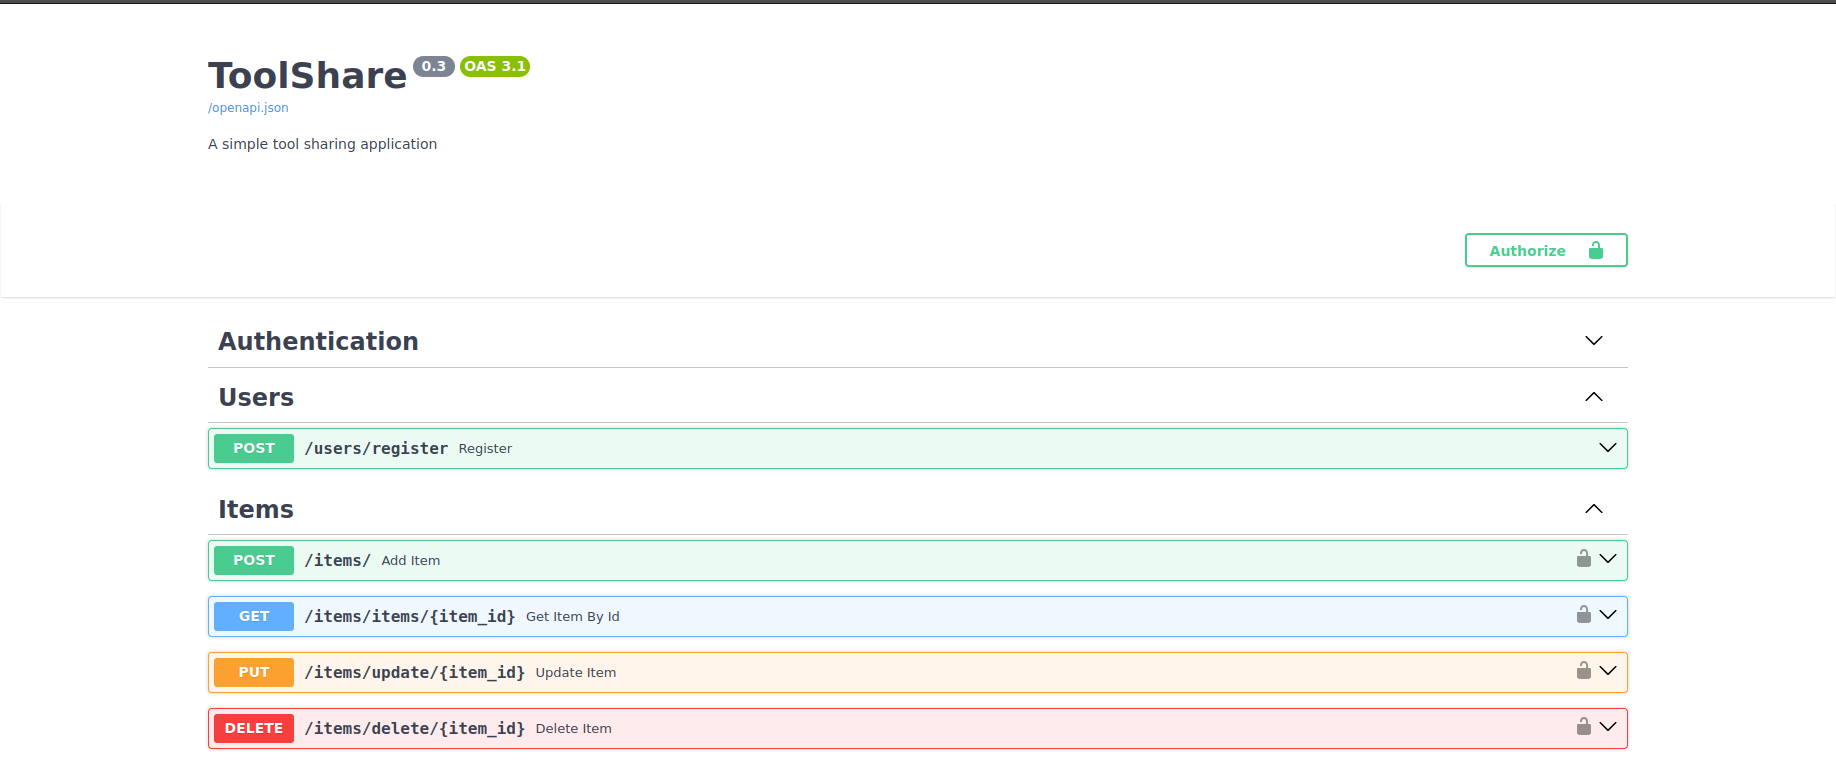 ToolShare 0.3 OAS 3.1
/openapi.json
A simple tool sharing application
Authorize
Authentication
Users
POST /users/register Register
Items
POST /items/ Add Item
GET /items/items/{item_id} Get Item By Id
PUT /items/update/{item_id} Update Item
DELETE /items/delete/{item_id} Delete Item